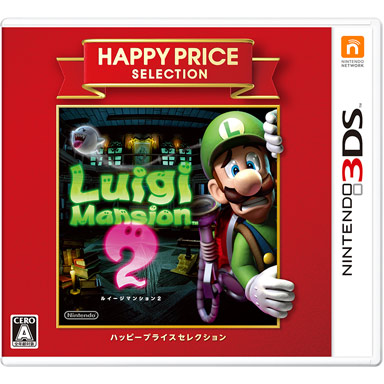 HAPPY PRICE
SELECTION
NINTENDO
NETWORK
NINTENDO 3DS™
Luigi
Mansion™
2
ルイージマンション2
Nintendo
CERO
A
全年齢対象
ハッピープライスセレクション